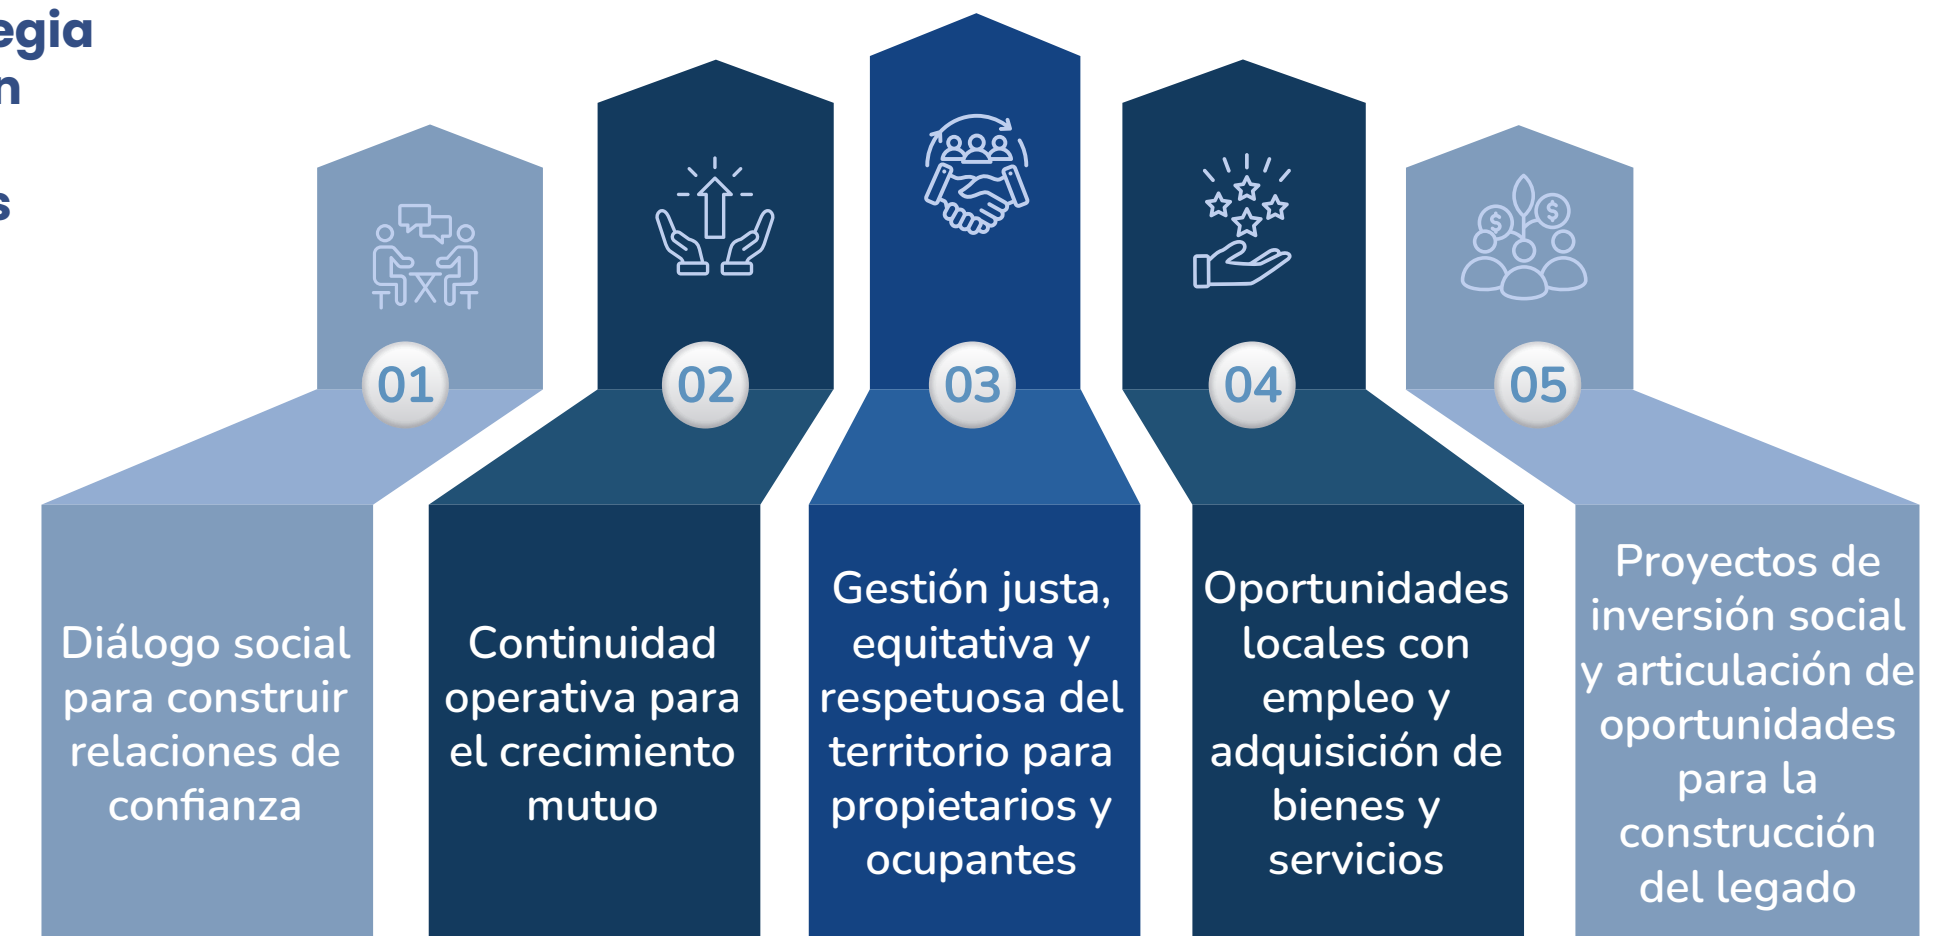 egia
n
s
01
02
03
04
05
Diálogo social
para construir
relaciones de
confianza
Continuidad
operativa para
el crecimiento
mutuo
Gestión justa,
equitativa y
respetuosa del
territorio para
propietarios y
ocupantes
Oportunidades
locales con
empleo y
adquisición de
bienes y
servicios
Proyectos de
inversión social
y articulación de
oportunidades
para la
construcción
del legado